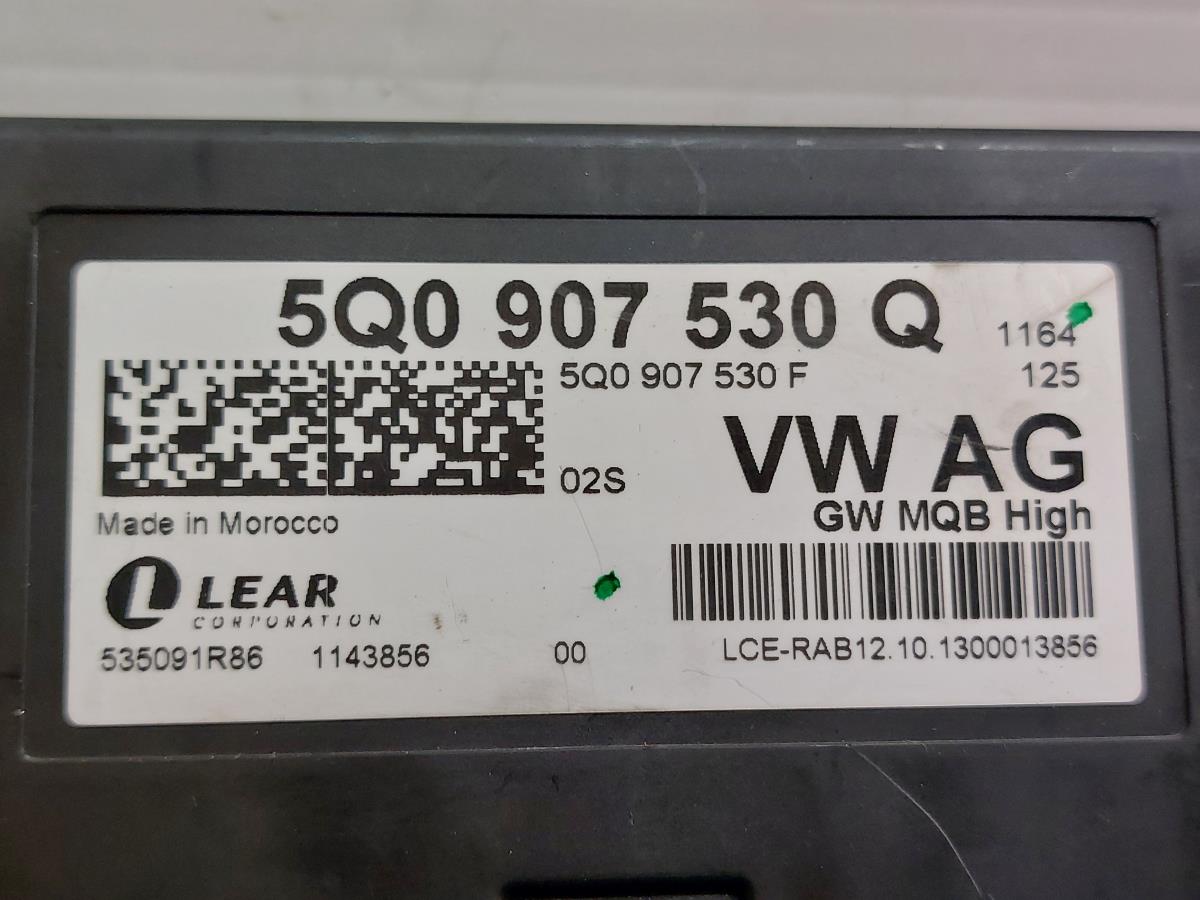 5Q0 907 530 Q 1164
5Q0 907 530 F 125
02S VW AG
Made in Morocco GW MQB High
LEAR
CORPORATION
535091R86 1143856 00 LCE-RAB12.10.1300013856